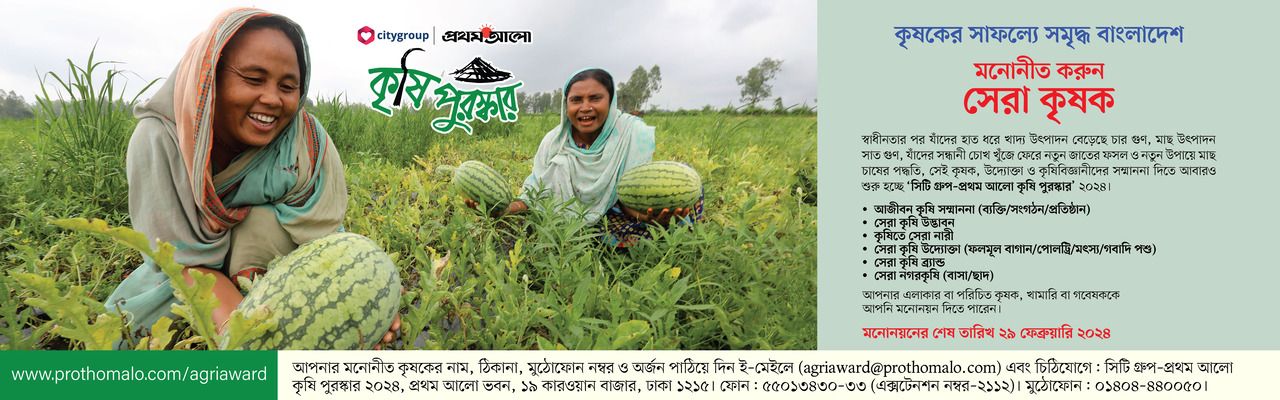 citygroup | প্রথম আলো
কৃষি
পুরস্কার
কৃষকের সাফল্যে সমৃদ্ধ বাংলাদেশ
মনোনীত করুন
সেরা কৃষক
স্বাধীনতার পর যাঁদের হাত ধরে খাদ্য উৎপাদন বেড়েছে চার গুণ, মাছ উৎপাদন
সাত গুণ, যাঁদের সন্ধানী চোখ খুঁজে ফেরে নতুন জাতের ফসল ও নতুন উপায়ে মাছ
চাষের পদ্ধতি, সেই কৃষক, উদ্যোক্তা ও কৃষিবিজ্ঞানীদের সম্মাননা দিতে আবারও
শুরু হচ্ছে ‘সিটি গ্রুপ-প্রথম আলো কৃষি পুরস্কার’ ২০২৪।
• আজীবন কৃষি সম্মাননা (ব্যক্তি/সংগঠন/প্রতিষ্ঠান)
• সেরা কৃষি উদ্ভাবন
• কৃষিতে সেরা নারী
• সেরা কৃষি উদ্যোক্তা (ফলমূল বাগান/পোলট্রি/মৎস্য/গবাদি পশু)
• সেরা কৃষি ব্র্যান্ড
• সেরা নগরকৃষি (বাসা/ছাদ)
আপনার এলাকার বা পরিচিত কৃষক, খামারি বা গবেষককে
আপনি মনোনয়ন দিতে পারেন।
মনোনয়নের শেষ তারিখ ২৯ ফেব্রুয়ারি ২০২৪
www.prothomalo.com/agriaward
আপনার মনোনীত কৃষকের নাম, ঠিকানা, মুঠোফোন নম্বর ও অর্জন পাঠিয়ে দিন ই-মেইলে (agriaward@prothomalo.com) এবং চিঠিযোগে : সিটি গ্রুপ-প্রথম আলো
কৃষি পুরস্কার ২০২৪, প্রথম আলো ভবন, ১৯ কারওয়ান বাজার, ঢাকা ১২১৫। ফোন : ৫৫০১৩৪৩০-৩৩ (এক্সটেনশন নম্বর-২১১২)। মুঠোফোন : ০১৪০৪-৪৪০০৫০।